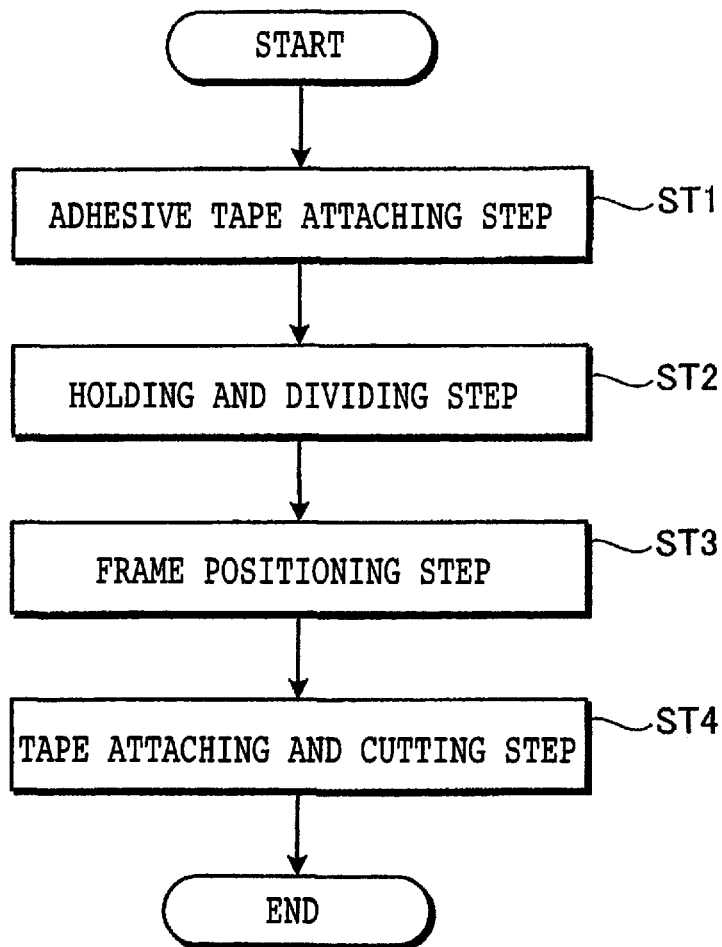 START
ADHESIVE TAPE ATTACHING STEP
ST1
HOLDING AND DIVIDING STEP
ST2
FRAME POSITIONING STEP
ST3
TAPE ATTACHING AND CUTTING STEP
ST4
END